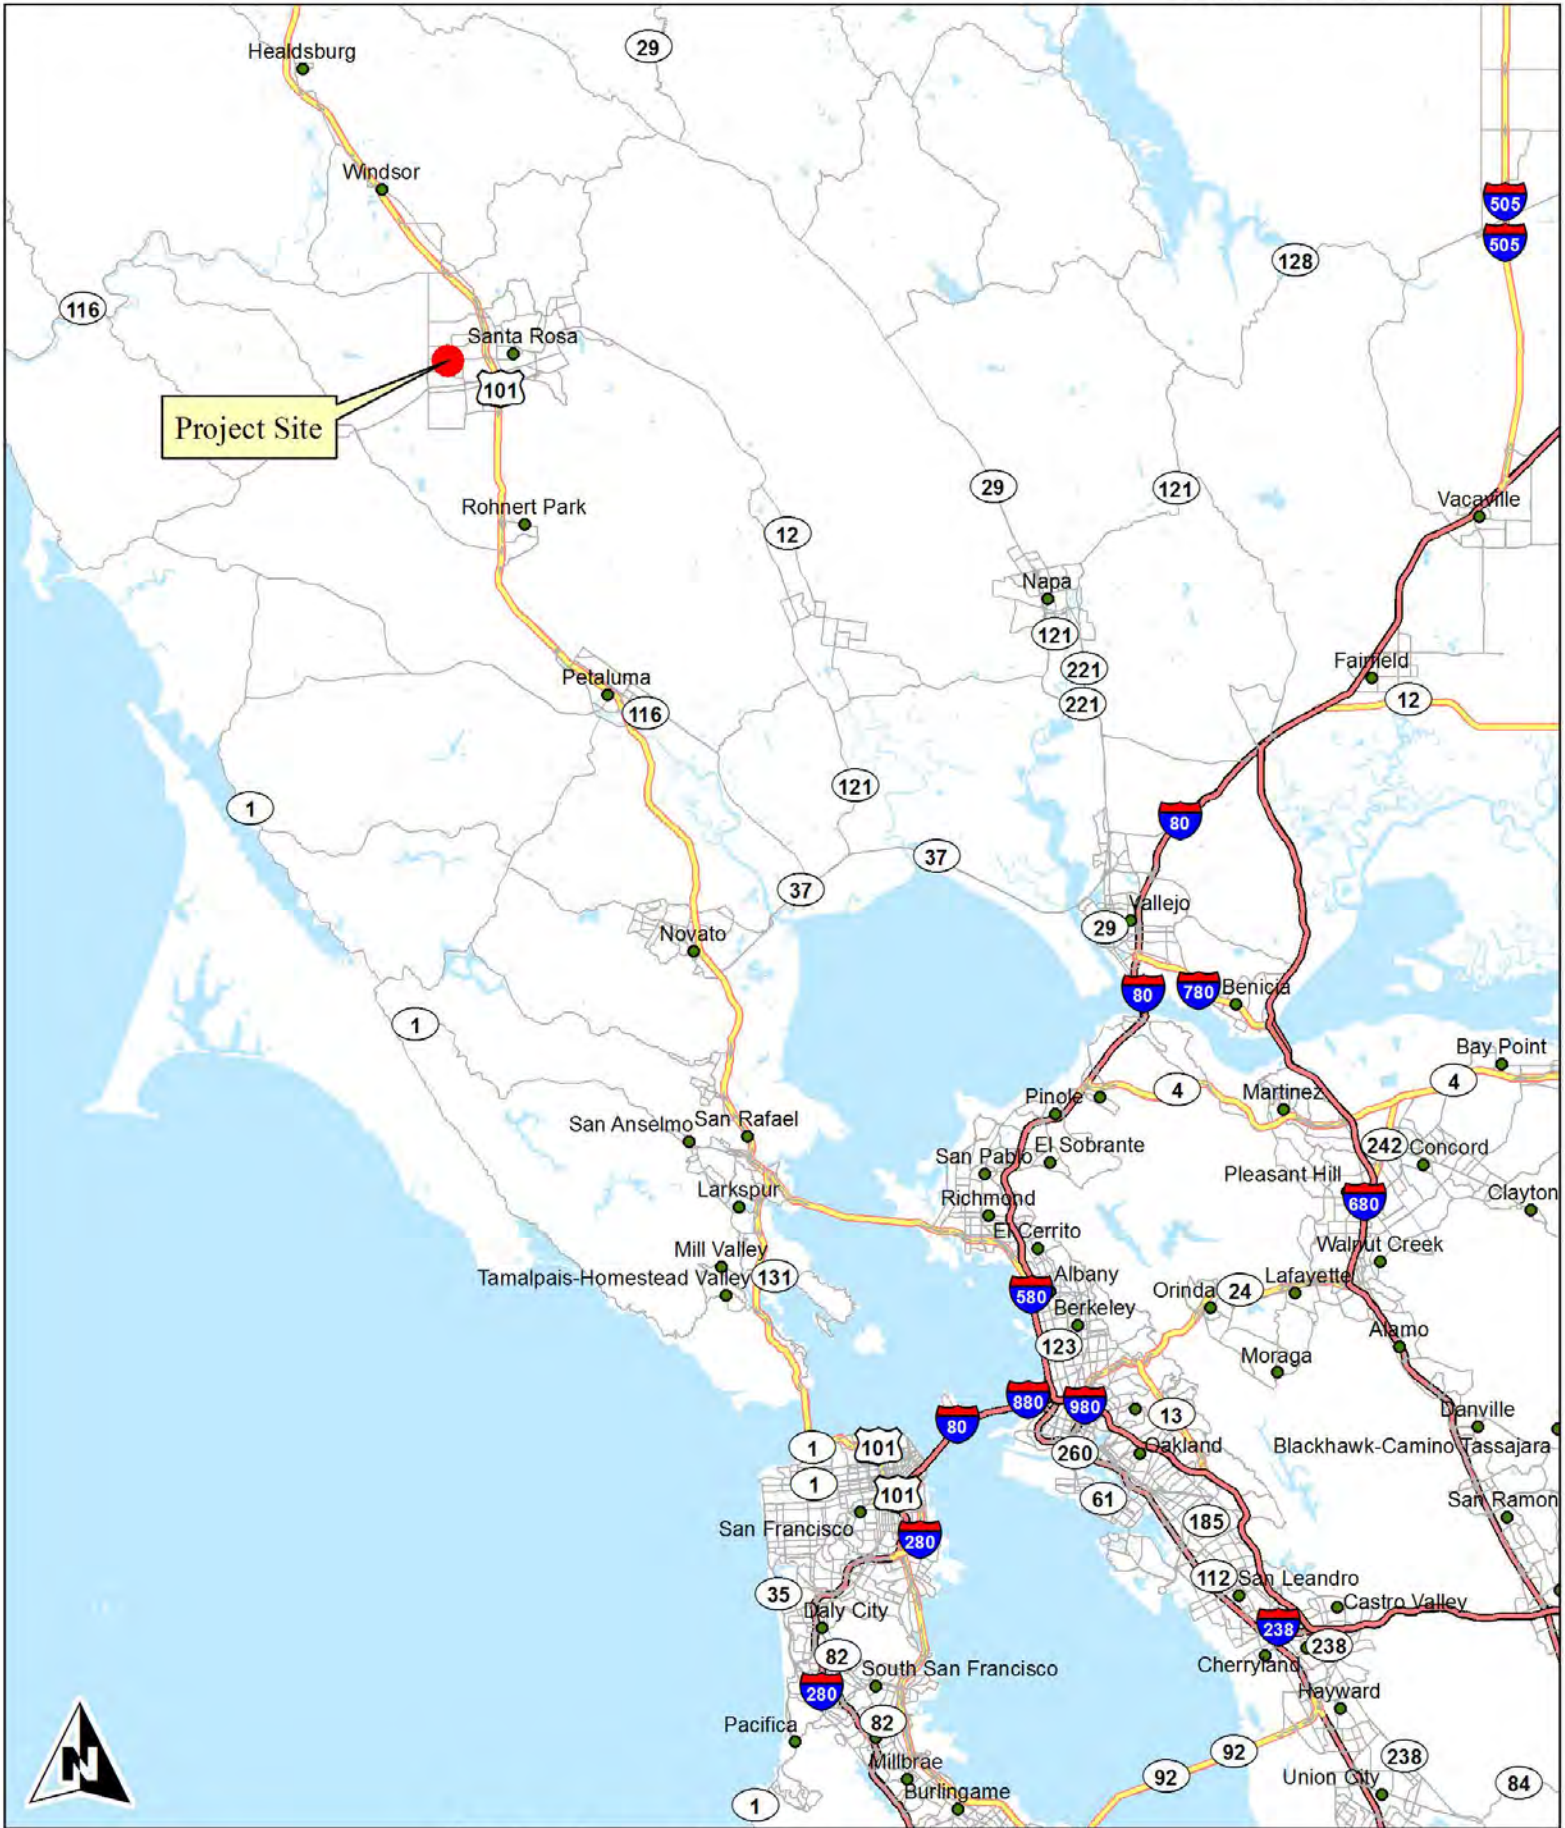 Healdsburg
29
Windsor
505
505
128
116
Santa Rosa
101
Project Site
29
121
Vacaville
Rohnert Park
12
Napa
121
221
Fairfield
Petaluma
221
12
116
121
1
80
37
37
Vallejo
29
Novato
80
780
Benicia
1
Bay Point
4
4
Pinole
Martinez
San Anselmo
San Rafael
El Sobrante
242
Concord
San Pablo
Pleasant Hill
Larkspur
Richmond
680
Clayton
El Cerrito
Mill Valley
Walnut Creek
Tamalpais-Homestead Valley
131
Albany
Lafayette
580
Orinda
24
Berkeley
123
Alamo
Moraga
880
980
80
13
Danville
1
101
260
Oakland
Blackhawk-Camino Tassajara
1
101
61
San Ramon
San Francisco
185
280
112
San Leandro
35
Castro Valley
Daly City
238
238
82
South San Francisco
Cherryland
280
Hayward
82
Pacifica
92
238
Millbrae
92
Union City
84
Burlingame
1
N